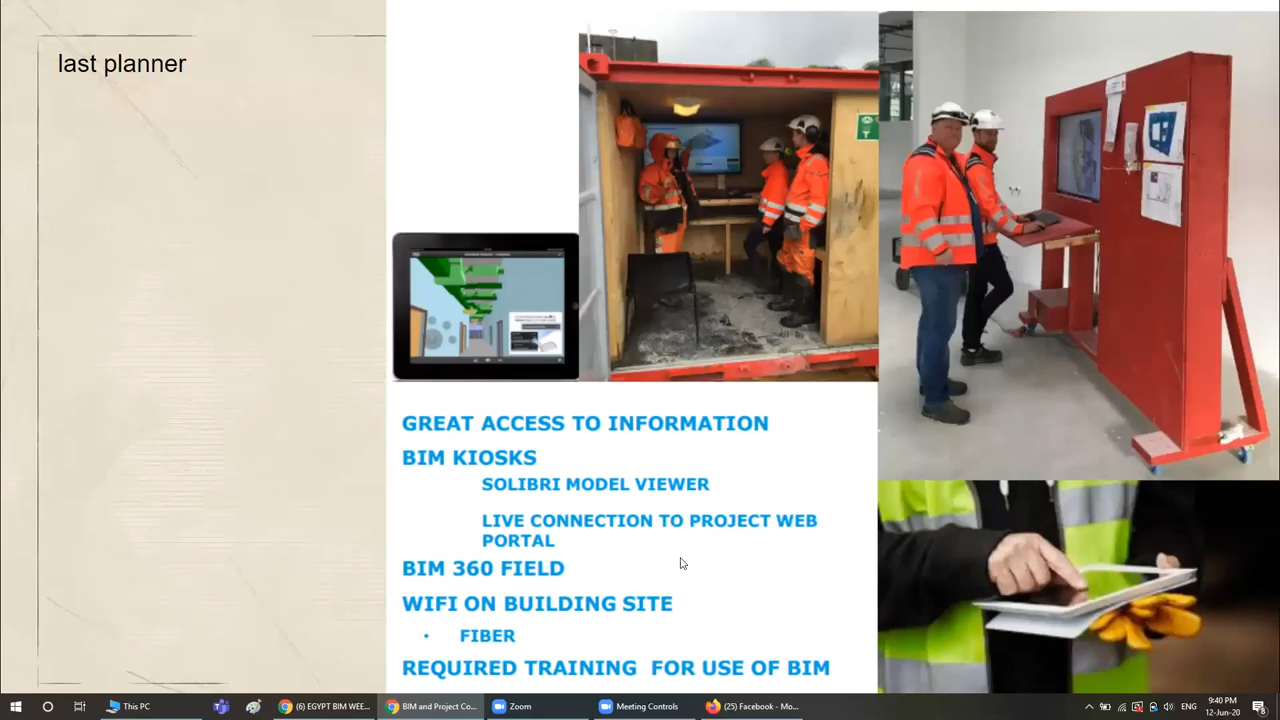 last planner
GREAT ACCESS TO INFORMATION
BIM KIOSKS
SOLIBRI MODEL VIEWER
LIVE CONNECTION TO PROJECT WEB
PORTAL
BIM 360 FIELD
WIFI ON BUILDING SITE
• FIBER
REQUIRED TRAINING FOR USE OF BIM
This PC
(6) EGYPT BIM WEE...
BIM and Project Co...
Zoom
Meeting Controls
(25) Facebook - Mo...
ENG
9:40 PM
12-Jun-20